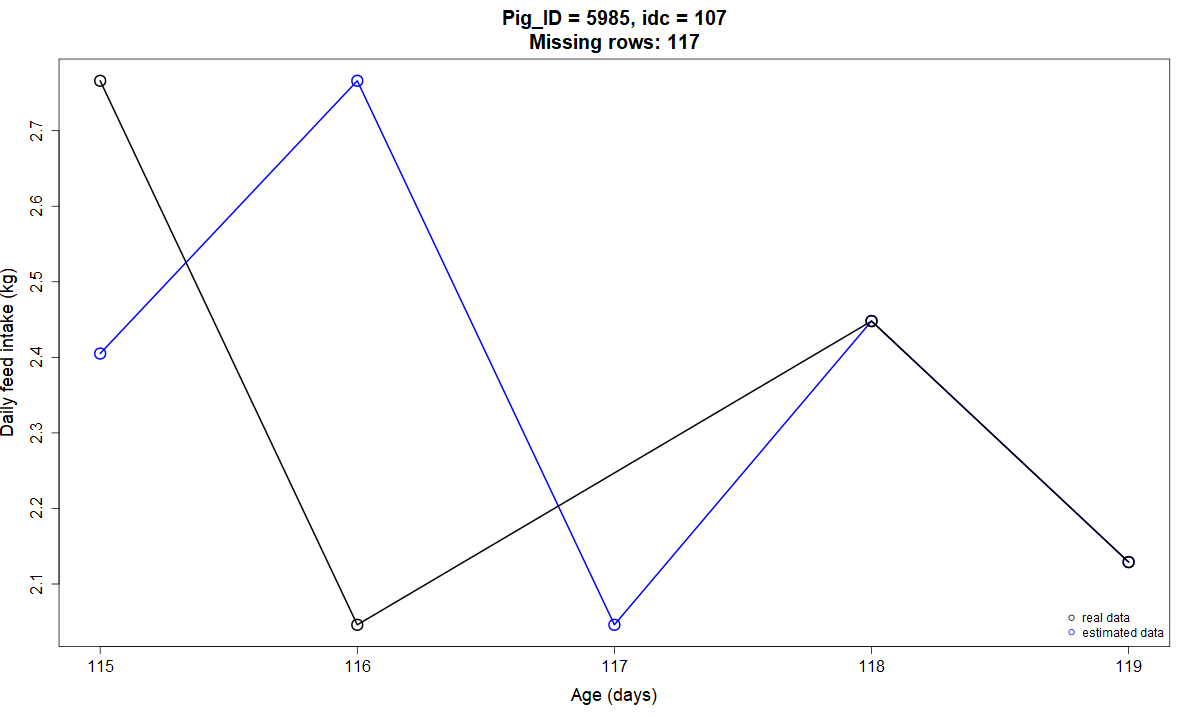 Pig_ID = 5985, idc = 107
Missing rows: 117
Daily feed intake (kg)
2.7
2.6
2.5
2.4
2.3
2.2
2.1
real data
estimated data
115 116 117 118 119
Age (days)